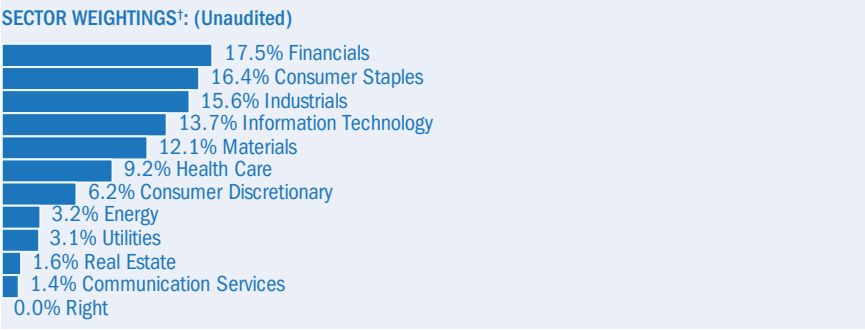 SECTOR WEIGHTINGS†: (Unaudited)
17.5% Financials
16.4% Consumer Staples
15.6% Industrials
13.7% Information Technology
12.1% Materials
9.2% Health Care
6.2% Consumer Discretionary
3.2% Energy
3.1% Utilities
1.6% Real Estate
1.4% Communication Services
0.0% Right